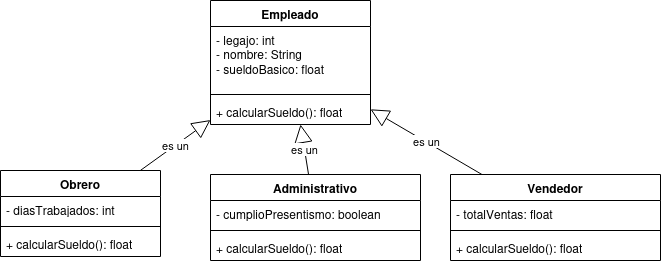 Empleado
- legajo: int
- nombre: String
- sueldoBasico: float
+ calcularSueldo(): float
es un
es un
es un
Obrero
- diasTrabajados: int
+ calcularSueldo(): float
Administrativo
- cumplioPresentismo: boolean
+ calcularSueldo(): float
Vendedor
- totalVentas: float
+ calcularSueldo(): float